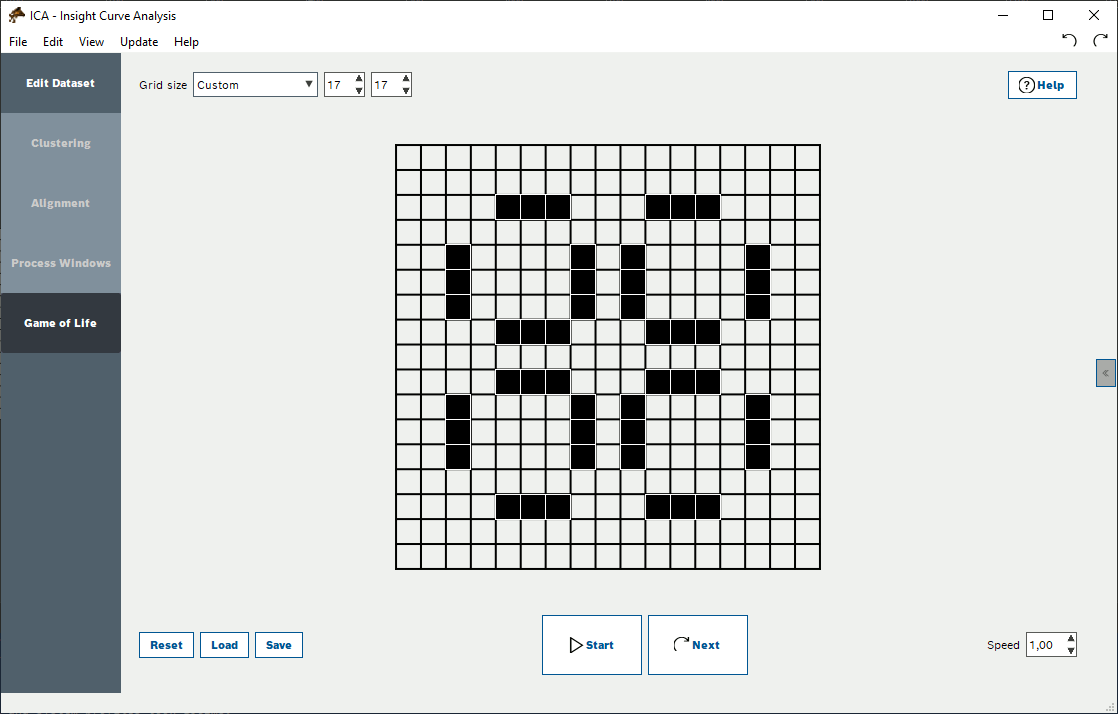 ICA - Insight Curve Analysis
File Edit View Update Help
Edit Dataset
Clustering
Alignment
Process Windows
Game of Life
Grid size Custom 17 17
Help
Reset Load Save
Start
Next
Speed 1,00